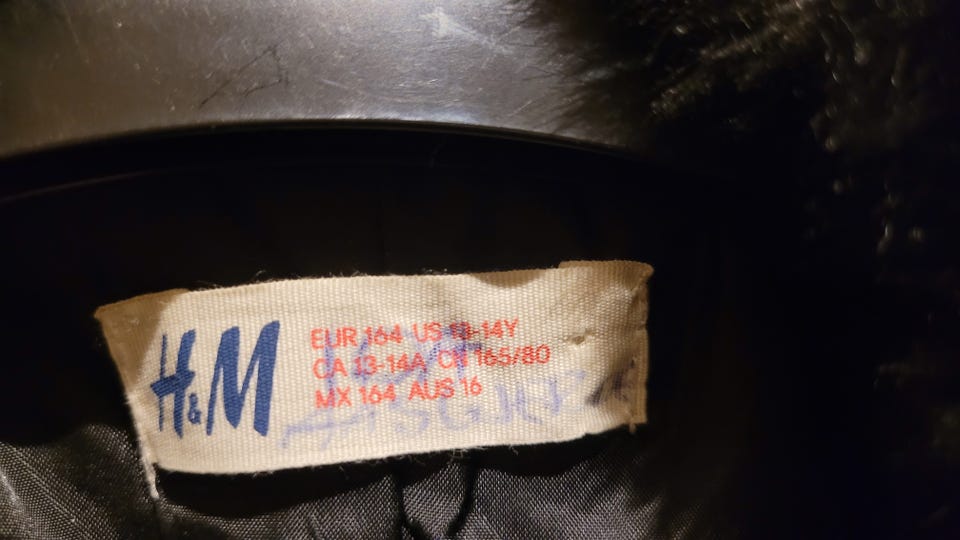 H&M
EUR 164 US 13-14Y
CA 13-14A CN 165/80
MX 164 AUS 16